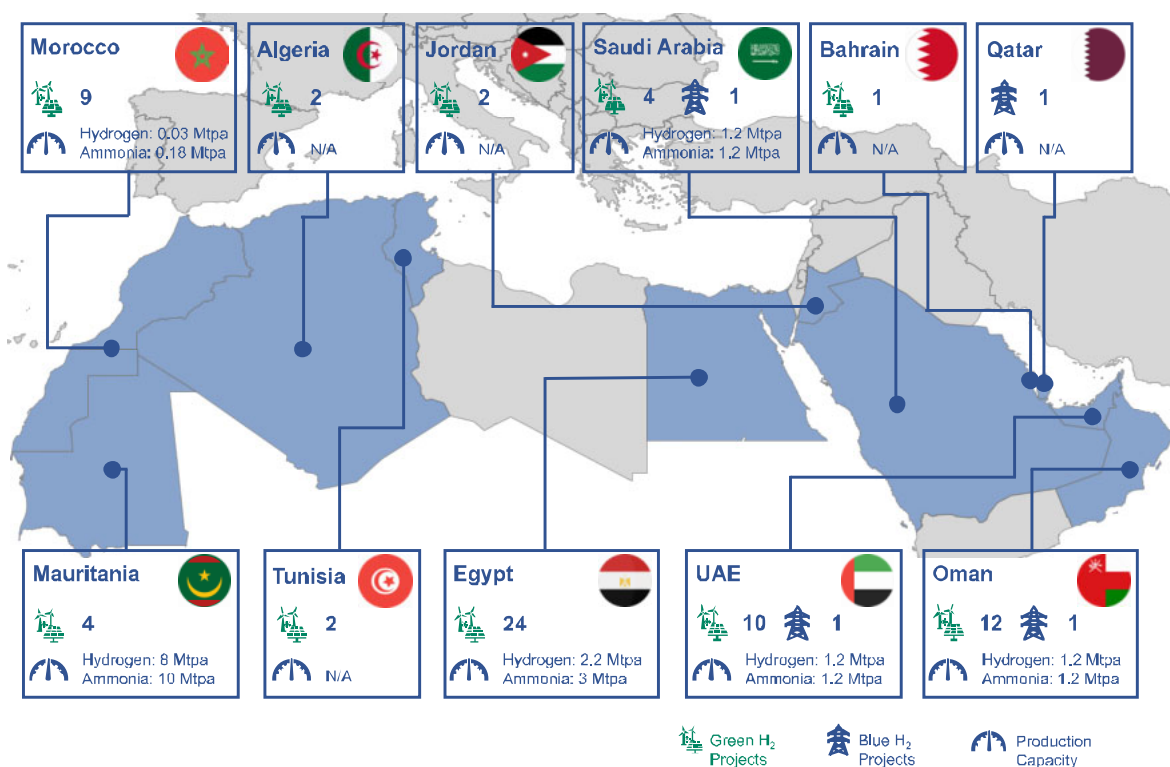 Morocco
9
Hydrogen: 0.03 Mtpa
Ammonia: 0.18 Mtpa
Algeria
2
N/A
Jordan
2
N/A
Saudi Arabia
4 1
Hydrogen: 1.2 Mtpa
Ammonia: 1.2 Mtpa
Bahrain
1
N/A
Qatar
1
N/A
Mauritania
4
Hydrogen: 8 Mtpa
Ammonia: 10 Mtpa
Tunisia
2
N/A
Egypt
24
Hydrogen: 2.2 Mtpa
Ammonia: 3 Mtpa
UAE
10 1
Hydrogen: 1.2 Mtpa
Ammonia: 1.2 Mtpa
Oman
12 1
Hydrogen: 1.2 Mtpa
Ammonia: 1.2 Mtpa
Green H₂
Projects
Blue H₂
Projects
Production
Capacity